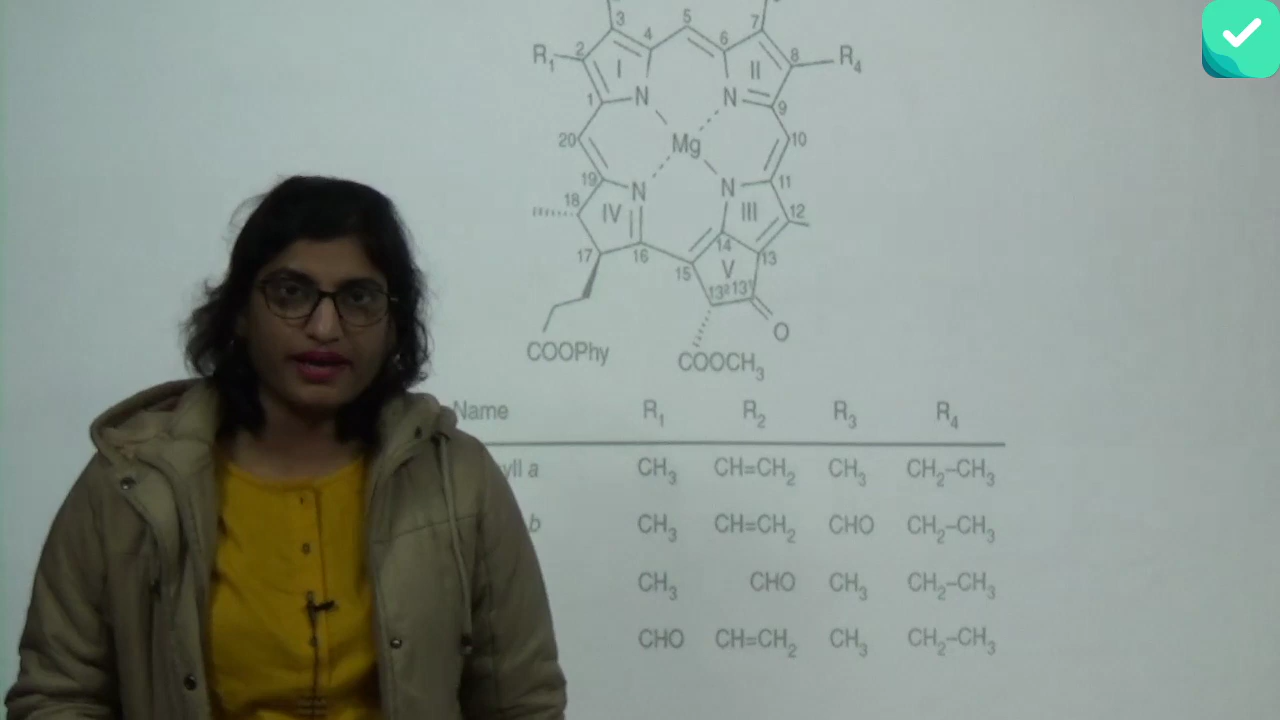 3 5 7
2 4 6 8
R1 I II R4
1 N N 9
20 Mg 10
19 N N 11
18 IV III 12
17 16 15 14 13
V
13² 13¹
O
COOPhy COOCH3
Name R1 R2 R3 R4
yll a CH3 CH=CH2 CH3 CH2–CH3
b CH3 CH=CH2 CHO CH2–CH3
CH3 CHO CH3 CH2–CH3
CHO CH=CH2 CH3 CH2–CH3